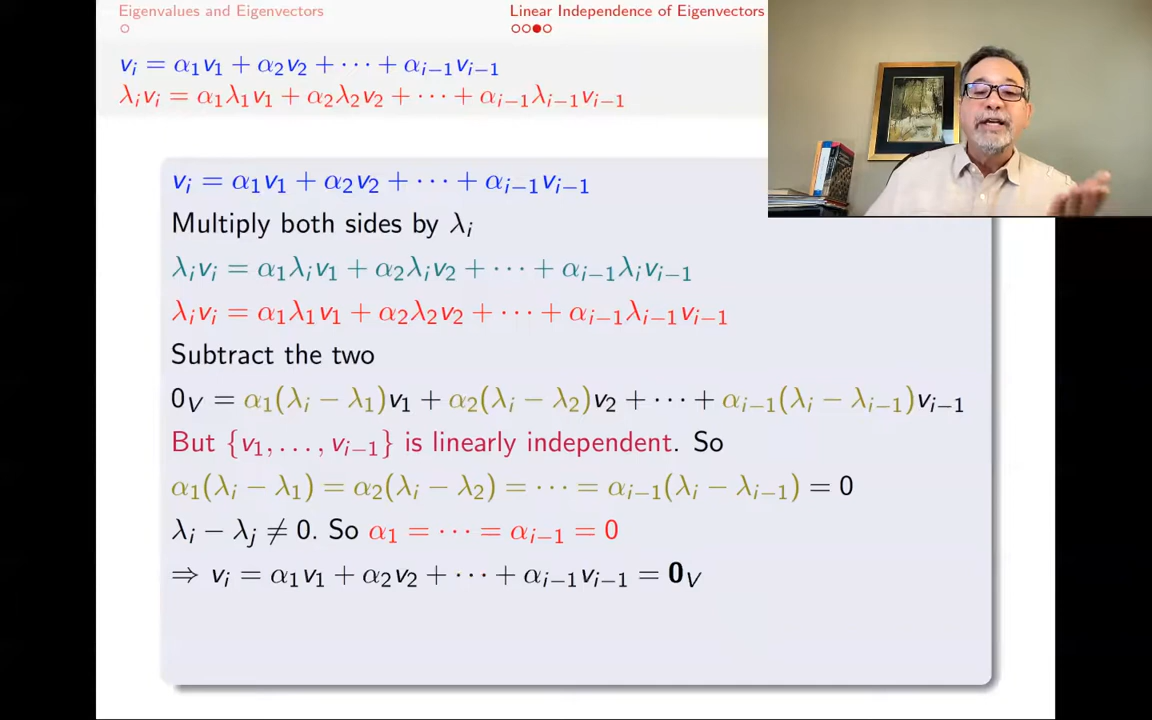 Eigenvalues and Eigenvectors
Linear Independence of Eigenvectors
vᵢ = α₁v₁ + α₂v₂ + ⋯ + αᵢ₋₁vᵢ₋₁
λᵢvᵢ = α₁λ₁v₁ + α₂λ₂v₂ + ⋯ + αᵢ₋₁λᵢ₋₁vᵢ₋₁
vᵢ = α₁v₁ + α₂v₂ + ⋯ + αᵢ₋₁vᵢ₋₁
Multiply both sides by λᵢ
λᵢvᵢ = α₁λᵢv₁ + α₂λᵢv₂ + ⋯ + αᵢ₋₁λᵢvᵢ₋₁
λᵢvᵢ = α₁λ₁v₁ + α₂λ₂v₂ + ⋯ + αᵢ₋₁λᵢ₋₁vᵢ₋₁
Subtract the two
0_V = α₁(λᵢ − λ₁)v₁ + α₂(λᵢ − λ₂)v₂ + ⋯ + αᵢ₋₁(λᵢ − λᵢ₋₁)vᵢ₋₁
But {v₁, . . . , vᵢ₋₁} is linearly independent. So
α₁(λᵢ − λ₁) = α₂(λᵢ − λ₂) = ⋯ = αᵢ₋₁(λᵢ − λᵢ₋₁) = 0
λᵢ − λⱼ ≠ 0. So α₁ = ⋯ = αᵢ₋₁ = 0
⇒ vᵢ = α₁v₁ + α₂v₂ + ⋯ + αᵢ₋₁vᵢ₋₁ = 0_V